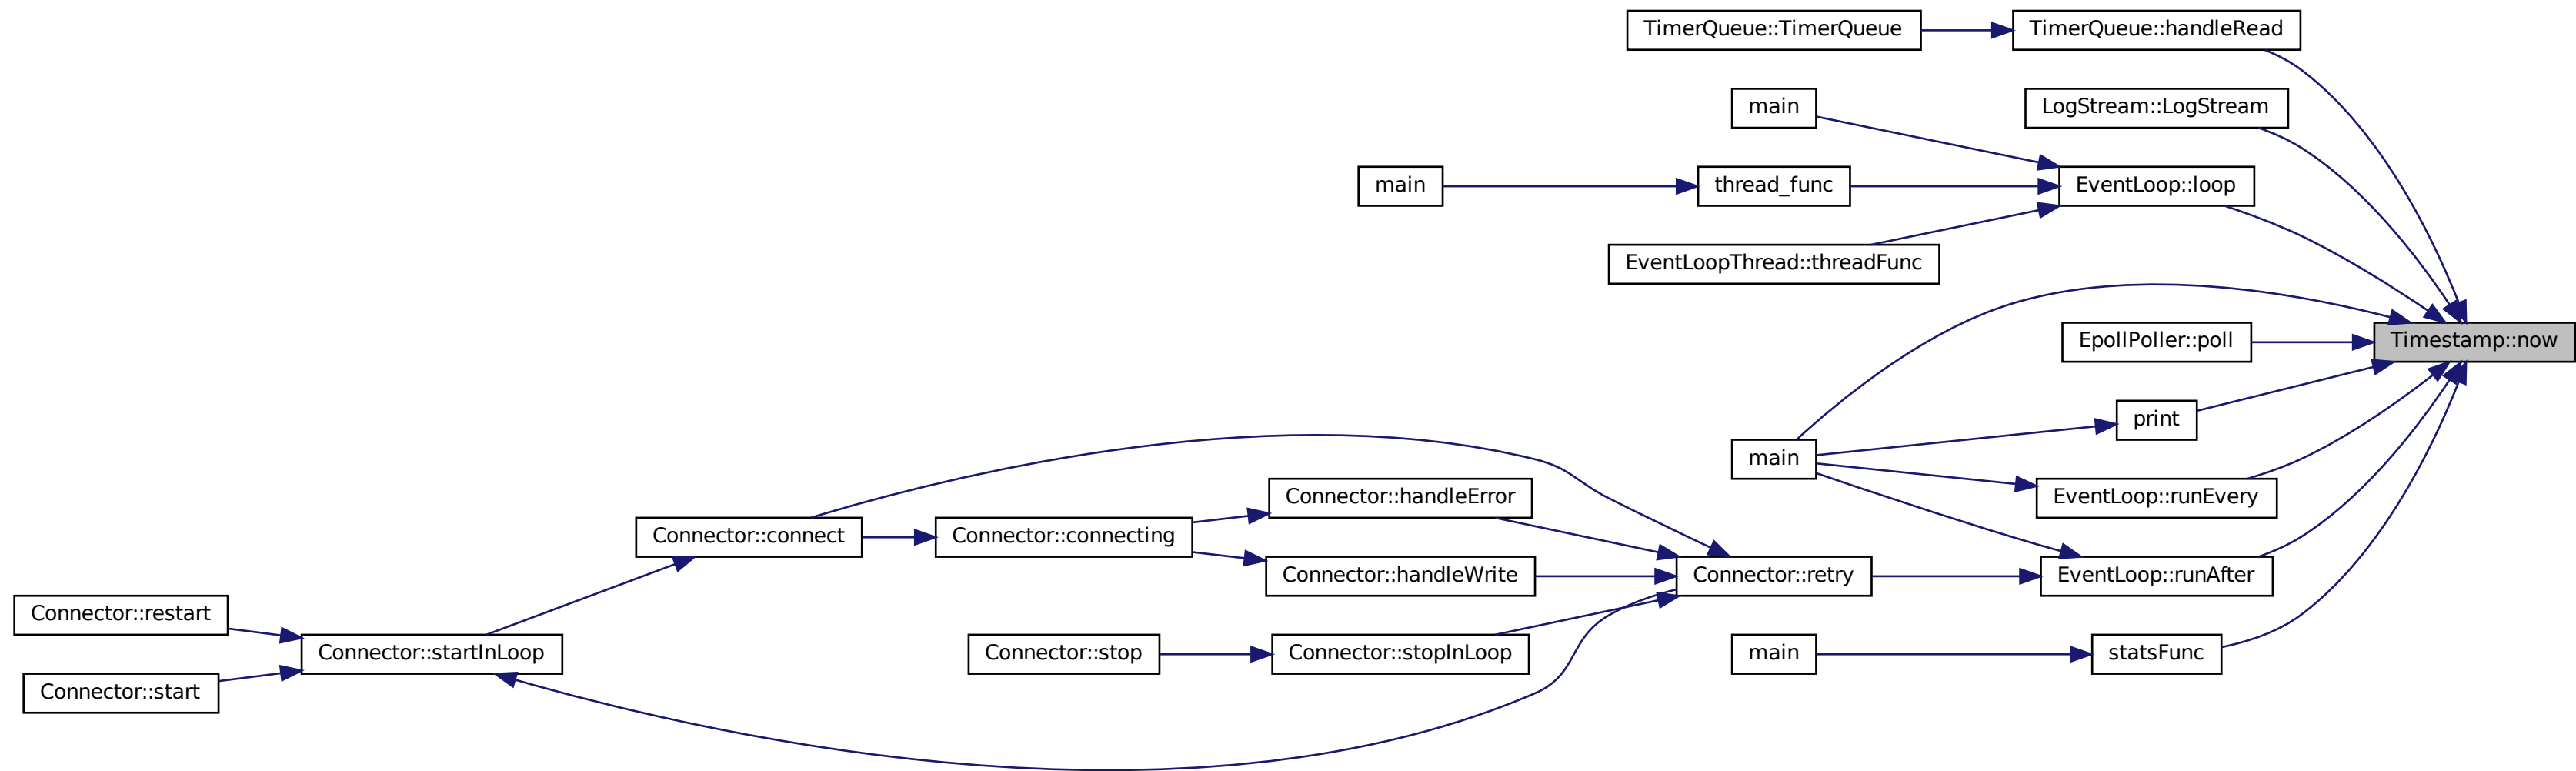 TimerQueue::TimerQueue
TimerQueue::handleRead
main
LogStream::LogStream
main
thread_func
EventLoop::loop
EventLoopThread::threadFunc
EpollPoller::poll
Timestamp::now
print
main
Connector::handleError
EventLoop::runEvery
Connector::connect
Connector::connecting
Connector::handleWrite
Connector::retry
EventLoop::runAfter
Connector::restart
Connector::startInLoop
Connector::stop
Connector::stopInLoop
main
statsFunc
Connector::start